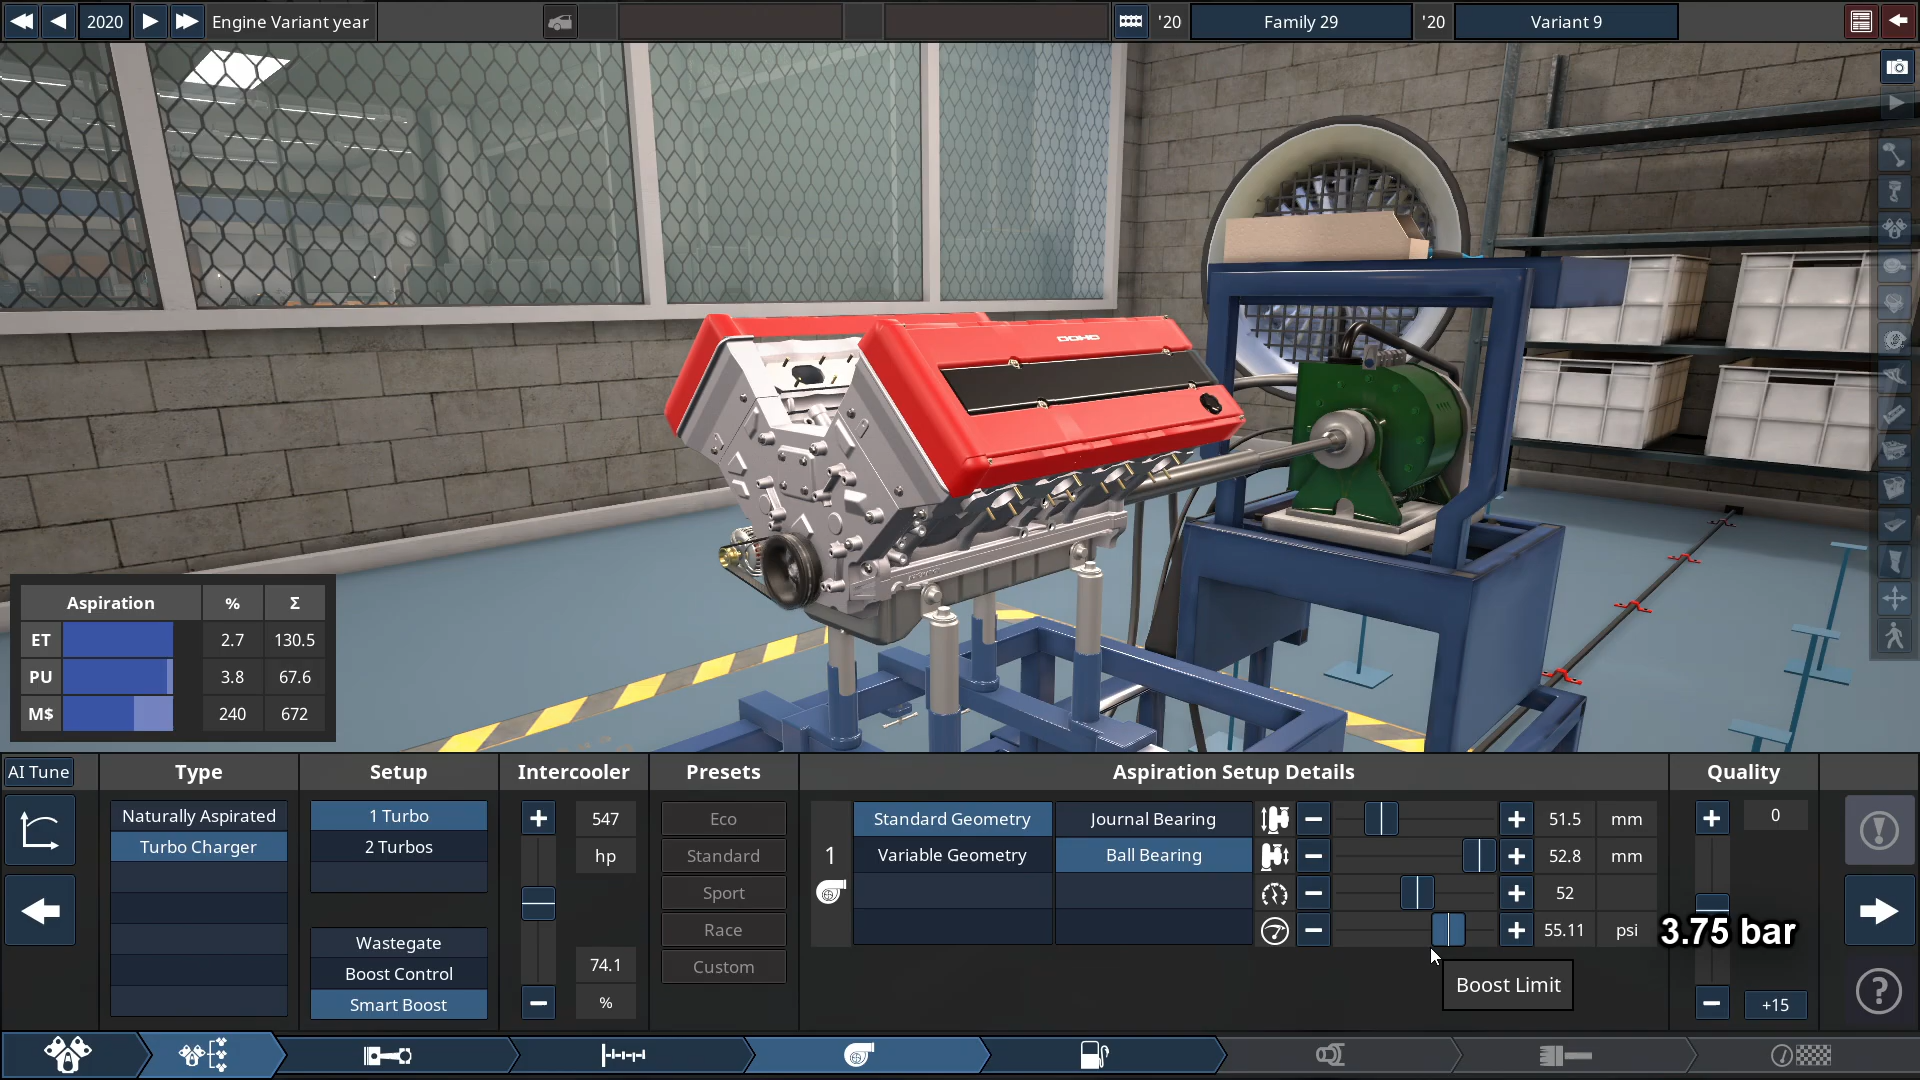 2020 Engine Variant year '20 Family 29 '20 Variant 9
DOHC
Aspiration % Σ
ET 2.7 130.5
PU 3.8 67.6
M$ 240 672
AI Tune Type Setup Intercooler Presets Aspiration Setup Details Quality
Naturally Aspirated 1 Turbo 547 Eco Standard Geometry Journal Bearing 51.5 mm 0
Turbo Charger 2 Turbos hp Standard 1 Variable Geometry Ball Bearing 52.8 mm
Sport 52
Wastegate Race 55.11 psi 3.75 bar
Boost Control 74.1 Custom
Smart Boost % Boost Limit +15